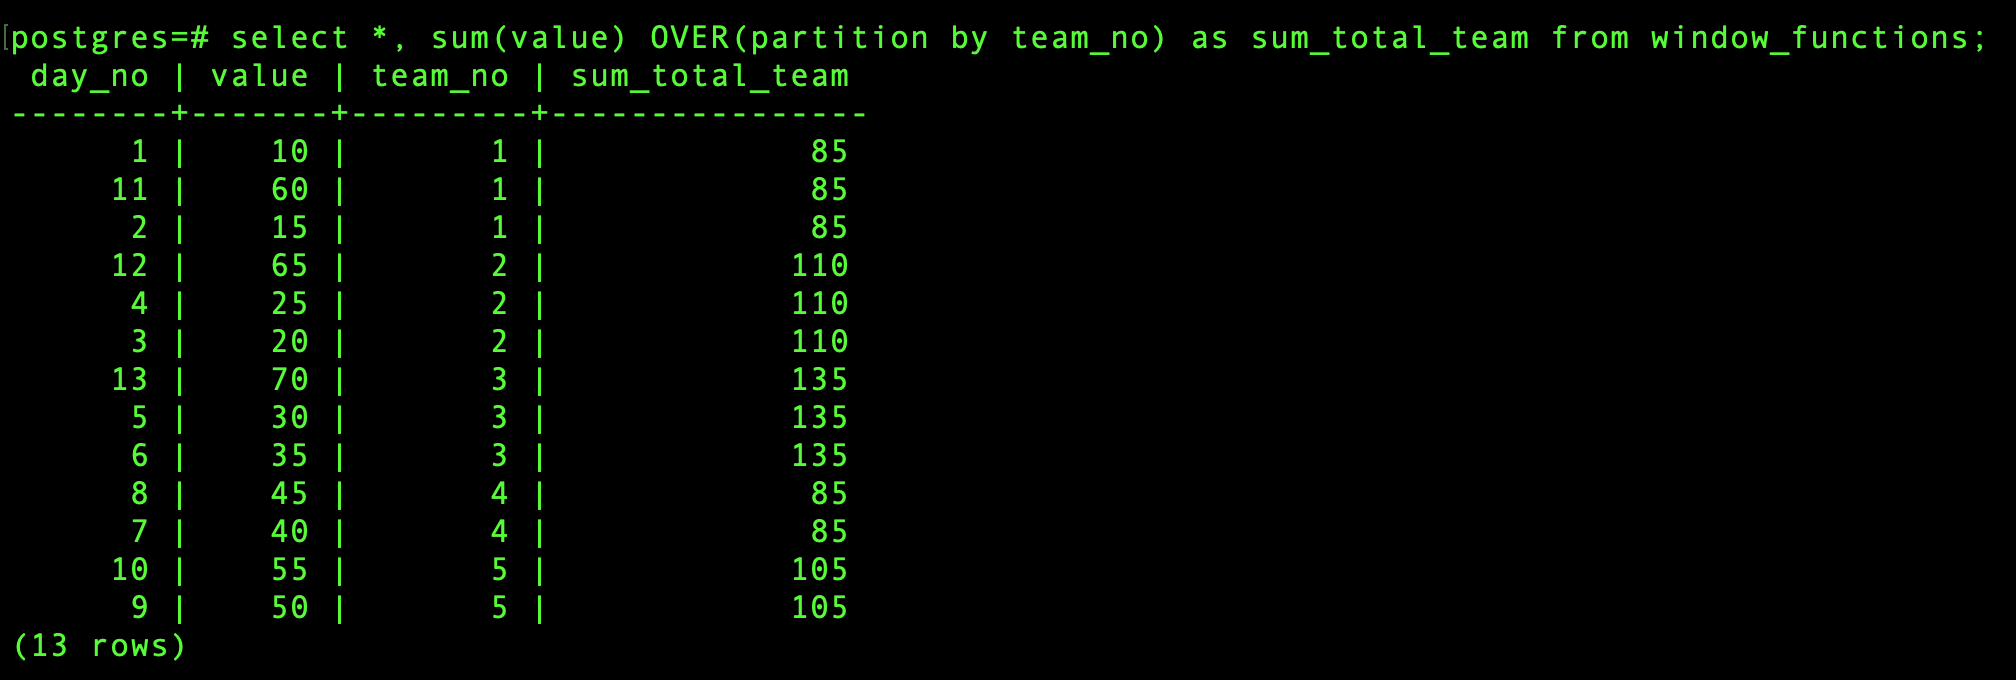 [postgres=# select *, sum(value) OVER(partition by team_no) as sum_total_team from window_functions;
 day_no | value | team_no | sum_total_team
--------+-------+---------+----------------
      1 |    10 |       1 |             85
     11 |    60 |       1 |             85
      2 |    15 |       1 |             85
     12 |    65 |       2 |            110
      4 |    25 |       2 |            110
      3 |    20 |       2 |            110
     13 |    70 |       3 |            135
      5 |    30 |       3 |            135
      6 |    35 |       3 |            135
      8 |    45 |       4 |             85
      7 |    40 |       4 |             85
     10 |    55 |       5 |            105
      9 |    50 |       5 |            105
(13 rows)